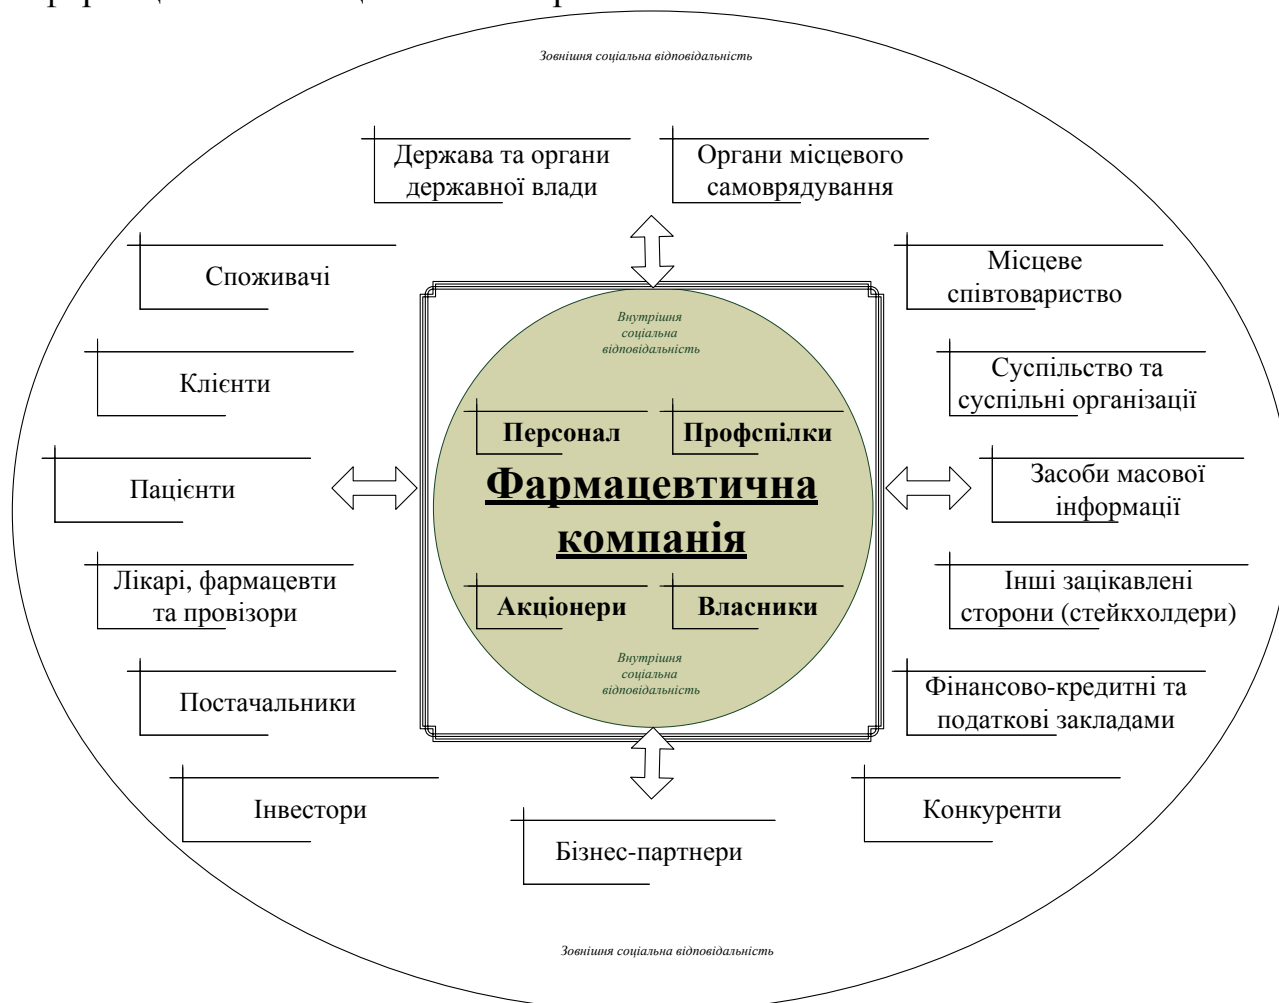 Зовнішня соціальна відповідальність
Держава та органи
державної влади
Органи місцевого
самоврядування
Споживачі
Місцеве
співтовариство
Внутрішня
соціальна
відповідальність
Клієнти
Суспільство та
суспільні організації
Персонал
Профспілки
Пацієнти
Фармацевтична
компанія
Засоби масової
інформації
Лікарі, фармацевти
та провізори
Акціонери
Власники
Інші зацікавлені
сторони (стейкхолдери)
Внутрішня
соціальна
відповідальність
Постачальники
Фінансово-кредитні та
податкові закладами
Інвестори
Бізнес-партнери
Конкуренти
Зовнішня соціальна відповідальність